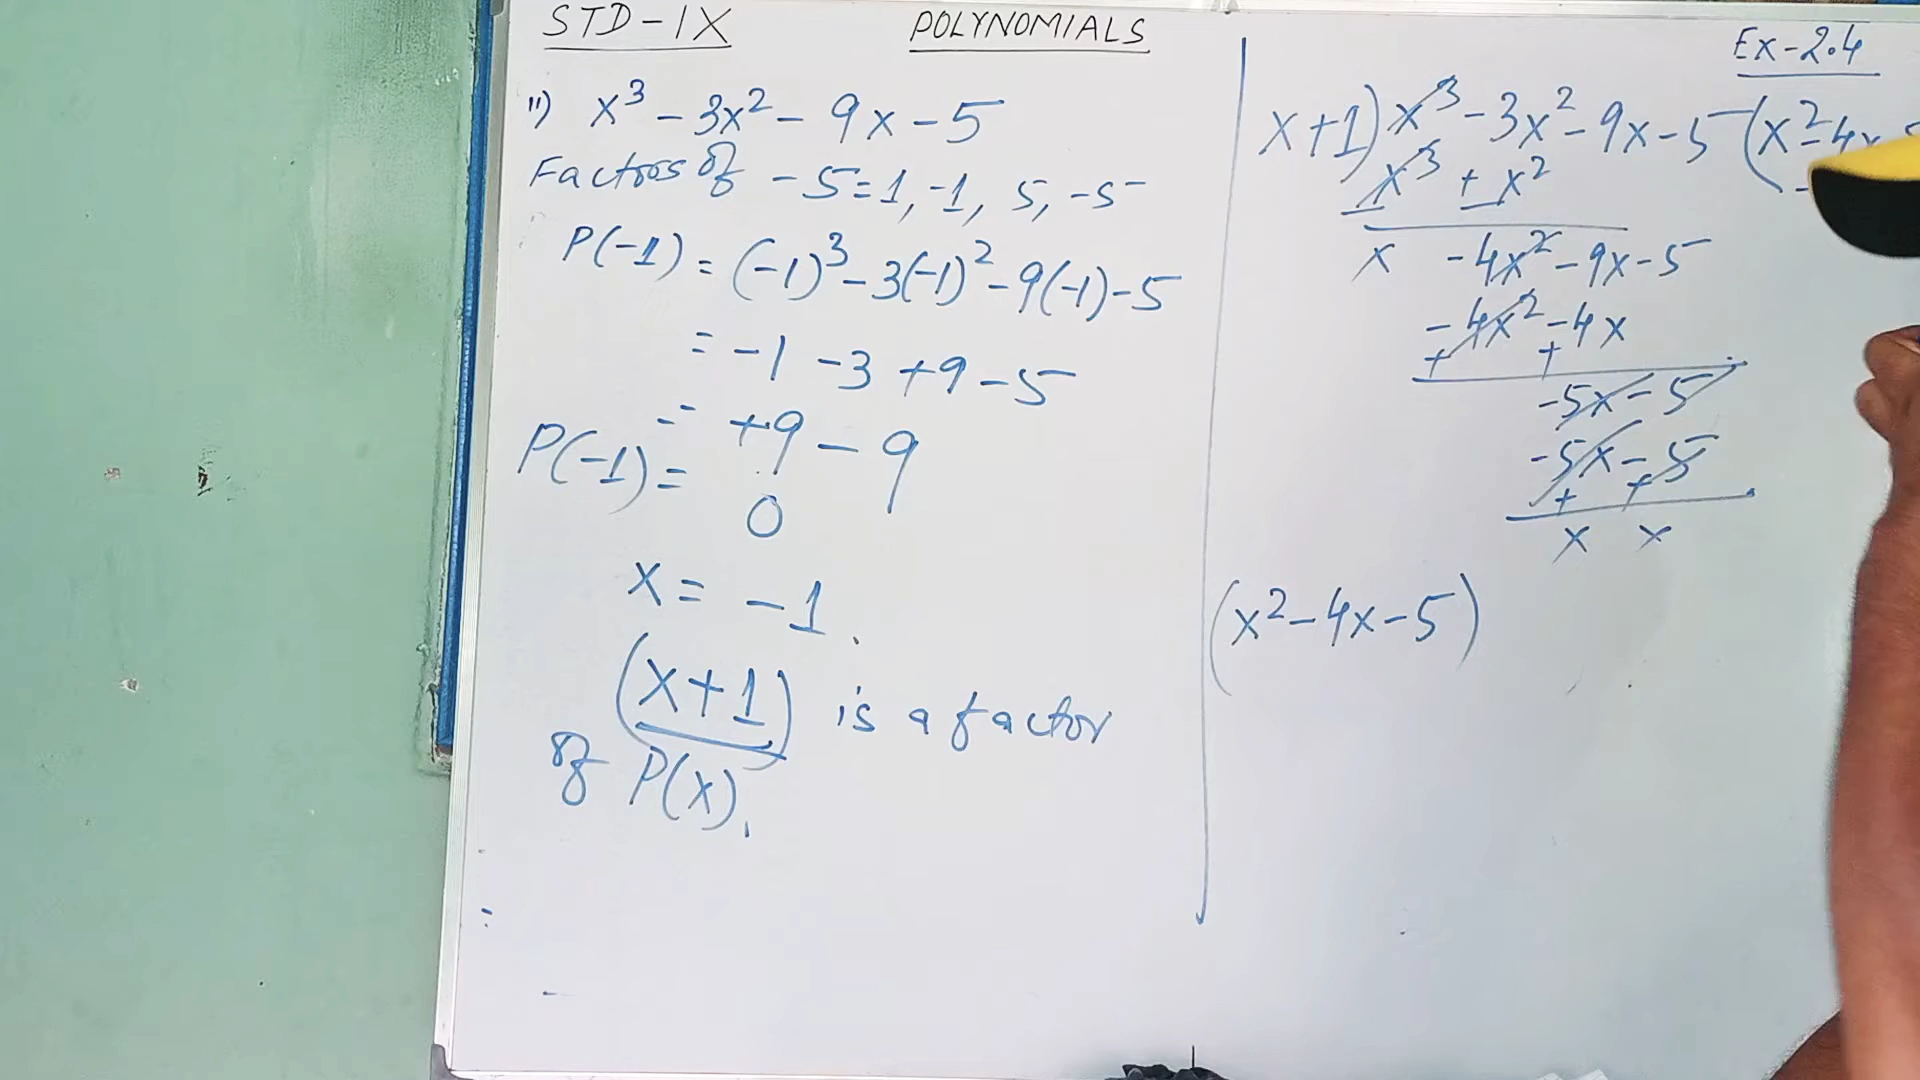 STD-IX
POLYNOMIALS
Ex-2.4
ii) x³ - 3x² - 9x - 5
Factors of -5 = 1, -1, 5, -5
P(-1) = (-1)³ - 3(-1)² - 9(-1) - 5
= -1 - 3 + 9 - 5
= +9 - 9
P(-1) = 0
x = -1.
(x+1) is a factor
of P(x).
x+1) x³ - 3x² - 9x - 5 (x² - 4x
x³ + x²
- -
x -4x² - 9x - 5
-4x² - 4x
+ +
-5x - 5
-5x - 5
+ +
x x
(x² - 4x - 5)